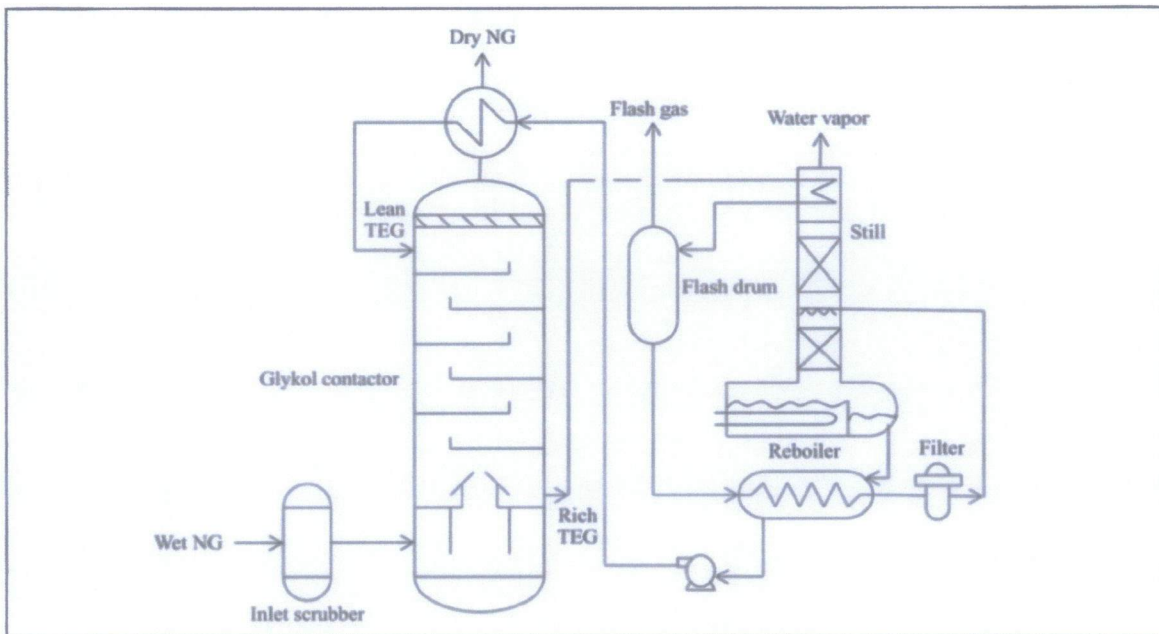 Dry NG
Flash gas
Water vapor
Lean
TEG
Still
Flash drum
Glykol contactor
Reboiler
Filter
Rich
TEG
Wet NG
Inlet scrubber